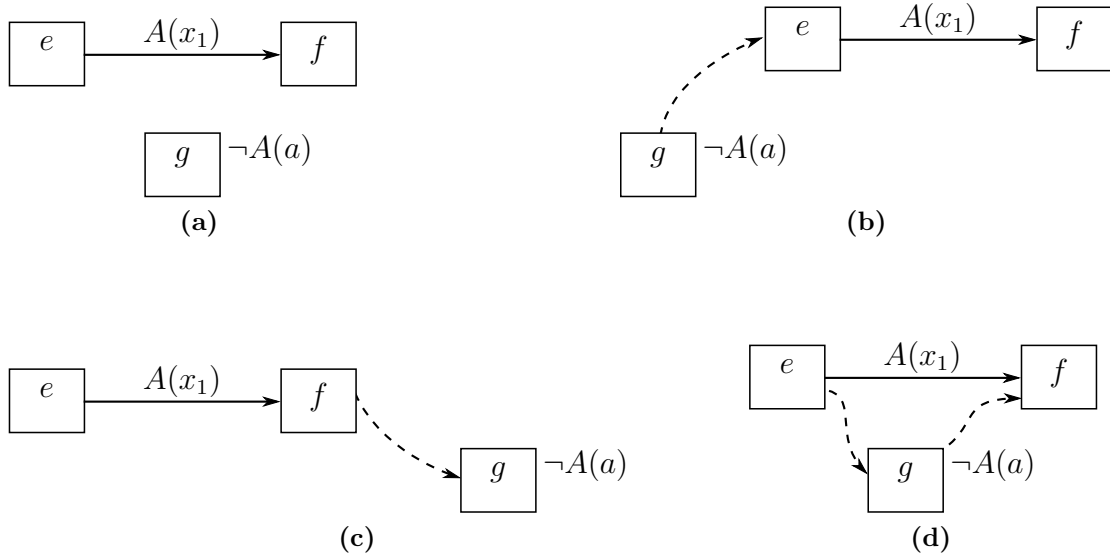 e A(x₁) f
g ¬A(a)
(a)
e A(x₁) f
g ¬A(a)
(b)
e A(x₁) f
g ¬A(a)
(c)
e A(x₁) f
g ¬A(a)
(d)